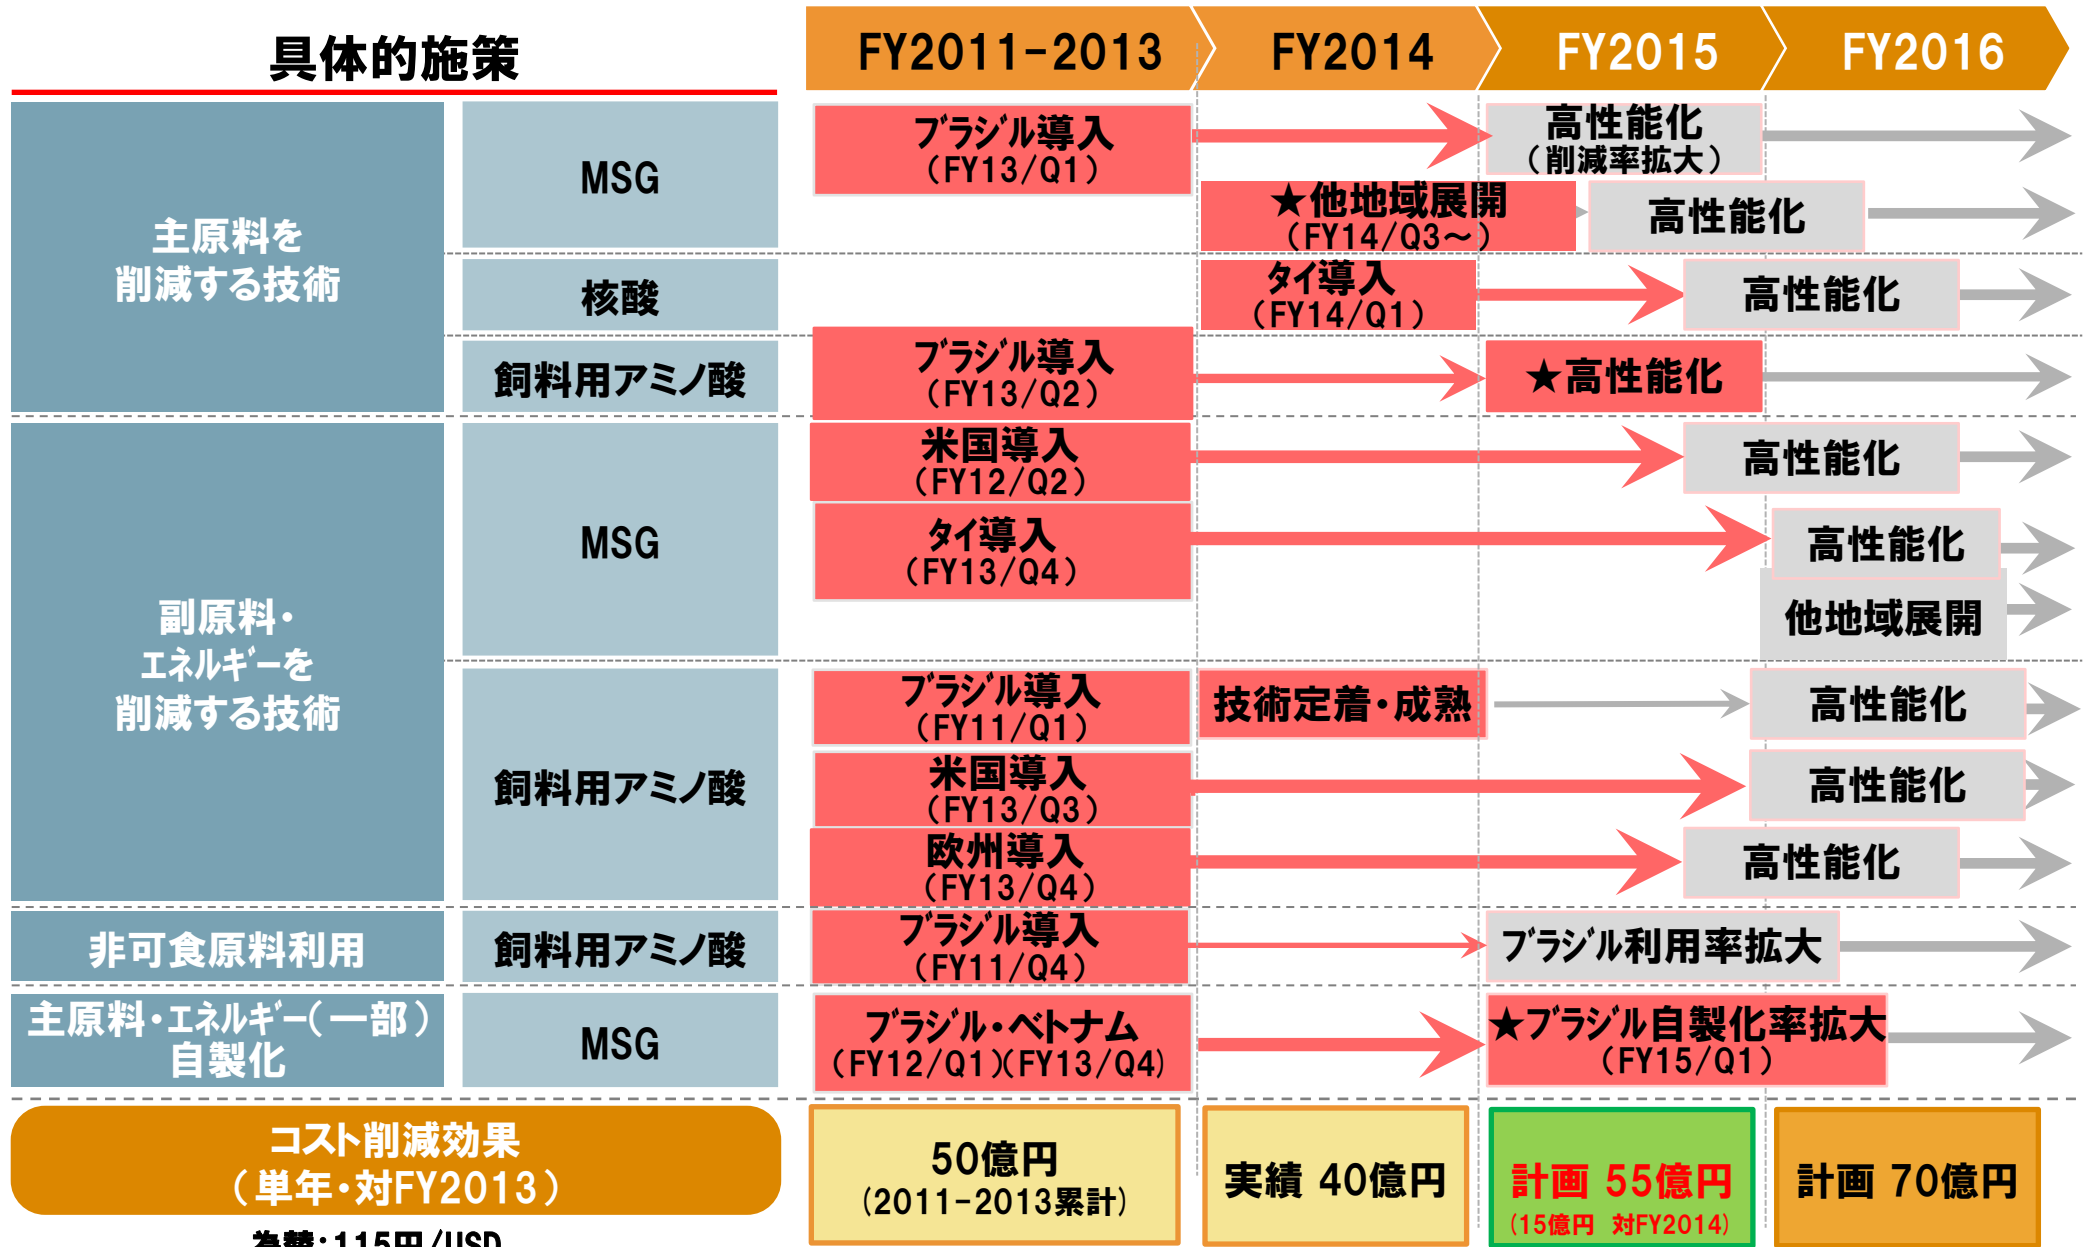 具体的施策
FY2011-2013
FY2014
FY2015
FY2016
主原料を
削減する技術
MSG
ブラジル導入
(FY13/Q1)
高性能化
(削減率拡大)
★他地域展開
(FY14/Q3～)
高性能化
核酸
タイ導入
(FY14/Q1)
高性能化
飼料用アミノ酸
ブラジル導入
(FY13/Q2)
★高性能化
副原料・
エネルギーを
削減する技術
MSG
米国導入
(FY12/Q2)
高性能化
タイ導入
(FY13/Q4)
高性能化
他地域展開
飼料用アミノ酸
ブラジル導入
(FY11/Q1)
技術定着・成熟
高性能化
米国導入
(FY13/Q3)
高性能化
欧州導入
(FY13/Q4)
高性能化
非可食原料利用
飼料用アミノ酸
ブラジル導入
(FY11/Q4)
ブラジル利用率拡大
主原料・エネルギー(一部)
自製化
MSG
ブラジル・ベトナム
(FY12/Q1)(FY13/Q4)
★ブラジル自製化率拡大
(FY15/Q1)
コスト削減効果
(単年・対FY2013)
50億円
(2011-2013累計)
実績 40億円
計画 55億円
(15億円 対FY2014)
計画 70億円
為替:115円/USD